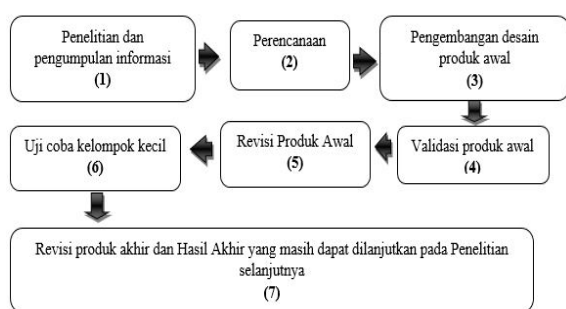 Penelitian dan
pengumpulan informasi
(1)
Perencanaan
(2)
Pengembangan desain
produk awal
(3)
Validasi produk awal
(4)
Revisi Produk Awal
(5)
Uji coba kelompok kecil
(6)
Revisi produk akhir dan Hasil Akhir yang masih dapat dilanjutkan pada Penelitian
selanjutnya
(7)